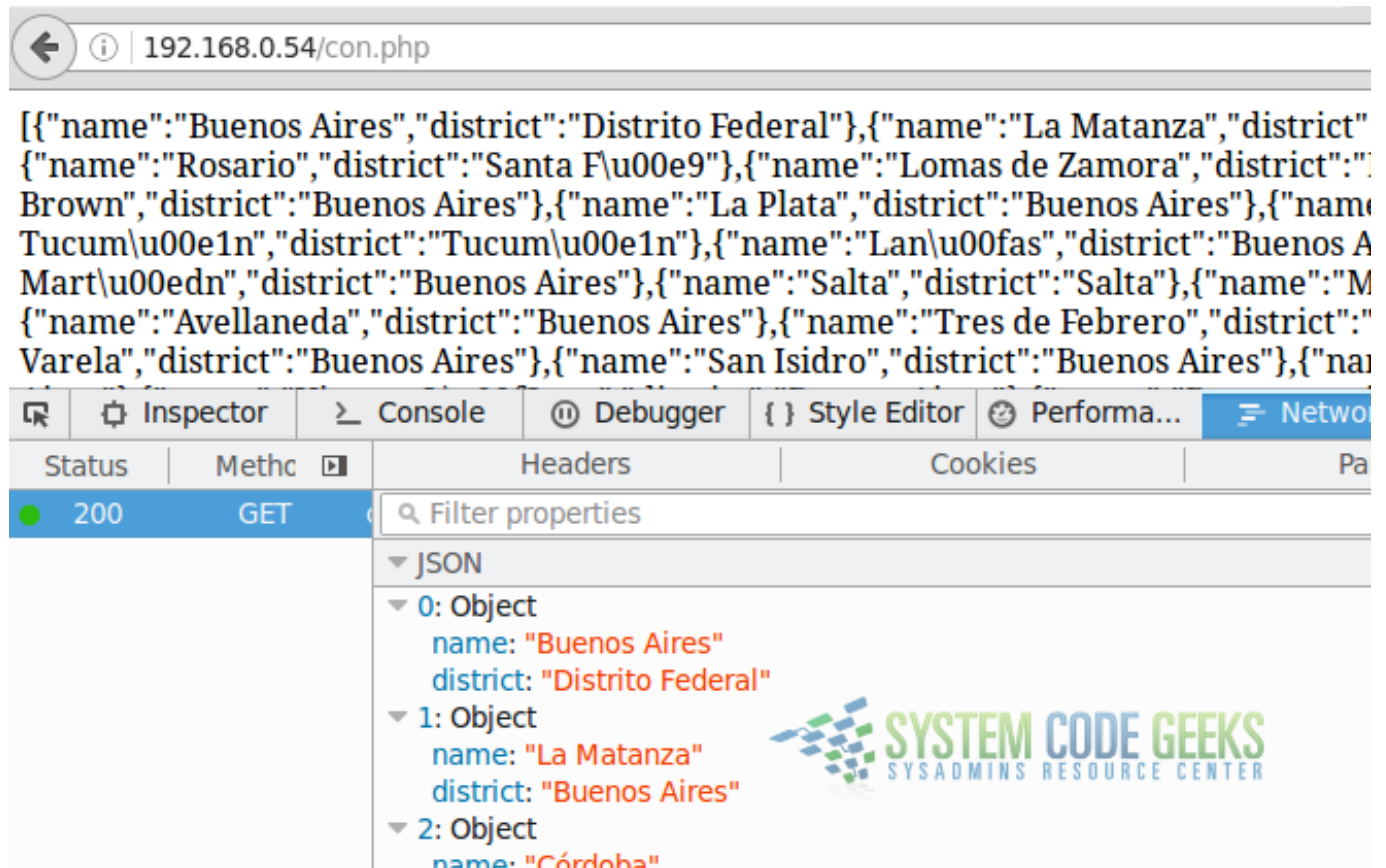 192.168.0.54/con.php
[{"name":"Buenos Aires","district":"Distrito Federal"},{"name":"La Matanza","district"
{"name":"Rosario","district":"Santa F\u00e9"},{"name":"Lomas de Zamora","district":"
Brown","district":"Buenos Aires"},{"name":"La Plata","district":"Buenos Aires"},{"name
Tucum\u00e1n","district":"Tucum\u00e1n"},{"name":"Lan\u00fas","district":"Buenos A
Mart\u00edn","district":"Buenos Aires"},{"name":"Salta","district":"Salta"},{"name":"M
{"name":"Avellaneda","district":"Buenos Aires"},{"name":"Tres de Febrero","district":"
Varela","district":"Buenos Aires"},{"name":"San Isidro","district":"Buenos Aires"},{"nam
Inspector Console Debugger { } Style Editor Performa... Networ
Status Metho Headers Cookies Pa
200 GET Filter properties
JSON
0: Object
name: "Buenos Aires"
district: "Distrito Federal"
1: Object
name: "La Matanza"
district: "Buenos Aires"
2: Object
name: "Córdoba"
SYSTEM CODE GEEKS
SYSADMINS RESOURCE CENTER